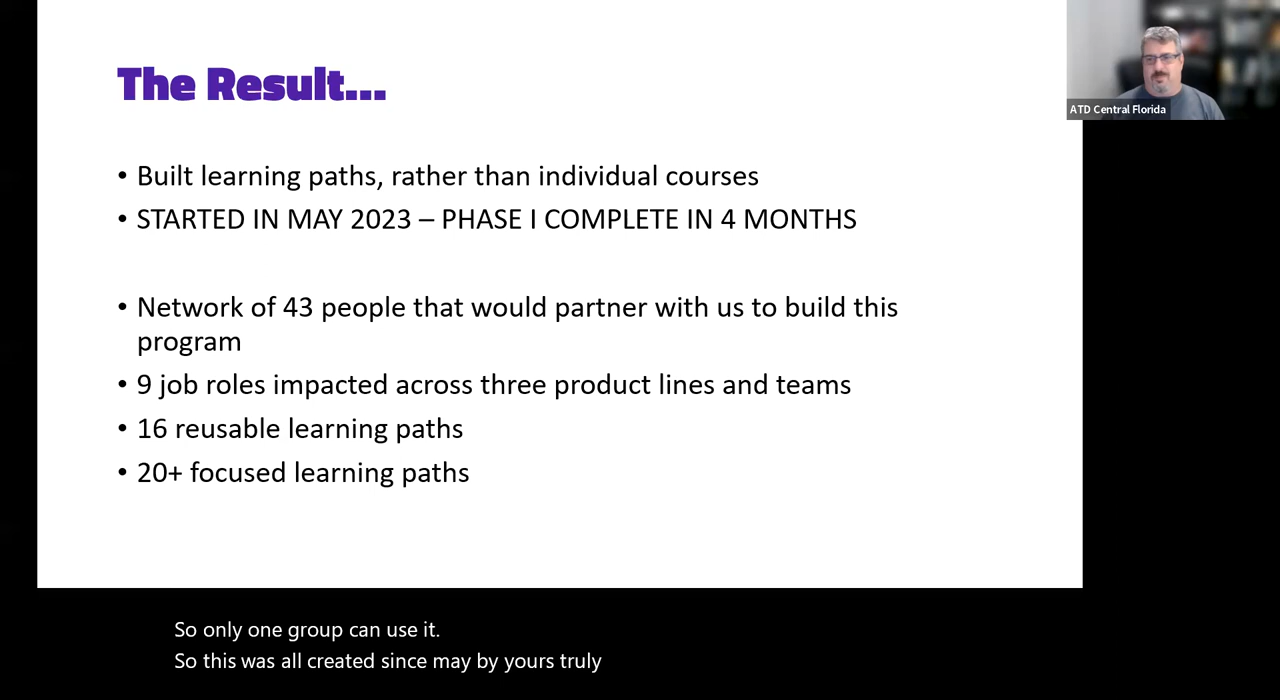 The Result...
• Built learning paths, rather than individual courses
• STARTED IN MAY 2023 – PHASE I COMPLETE IN 4 MONTHS
• Network of 43 people that would partner with us to build this
program
• 9 job roles impacted across three product lines and teams
• 16 reusable learning paths
• 20+ focused learning paths
ATD Central Florida
So only one group can use it.
So this was all created since may by yours truly